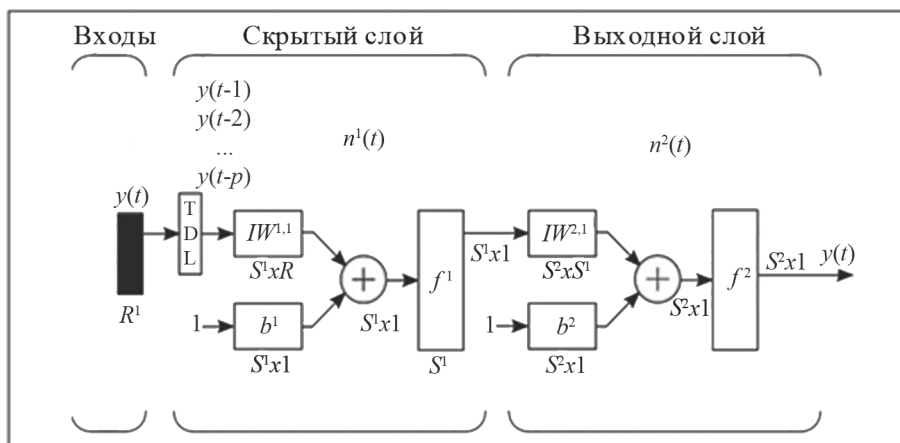 Входы
Скрытый слой
Выходной слой
y(t-1)
y(t-2)
...
y(t-p)
n¹(t)
n²(t)
y(t)
T
D
L
IW¹,¹
S¹xR
f¹
S¹x1
IW²,¹
S²xS¹
f²
S²x1
y(t)
R¹
1
b¹
S¹x1
S¹x1
S¹
1
b²
S²x1
S²x1